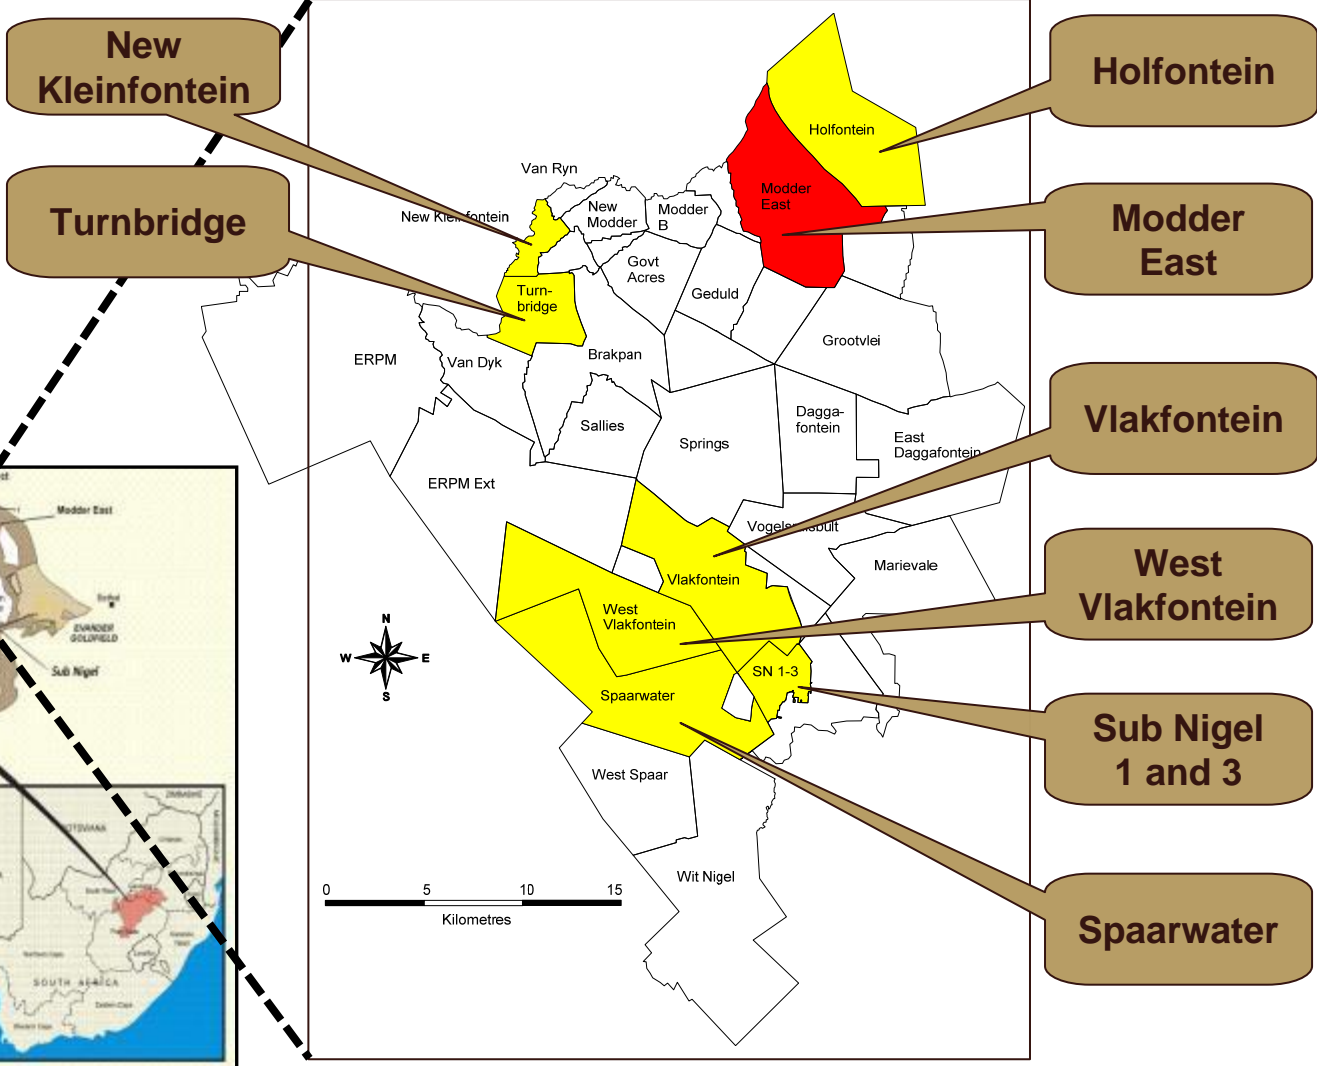 New
Kleinfontein
Turnbridge
Holfontein
Modder
East
Vlakfontein
West
Vlakfontein
Sub Nigel
1 and 3
Spaarwater
Holfontein
Modder
East
Van Ryn
New Kleinfontein
New
Modder
Modder
B
Govt
Acres
Geduld
Turn-
bridge
Grootvlei
ERPM
Van Dyk
Brakpan
Sallies
Springs
Dagga-
fontein
East
Daggafontein
ERPM Ext
Vlakfontein
Marievale
West
Vlakfontein
SN 1-3
Spaarwater
West Spaar
Wit Nigel
N
W
E
S
0
5
10
15
Kilometres
Modder East
EVANDER
GOLDFIELD
Sub Nigel
SOUTH AFRICA